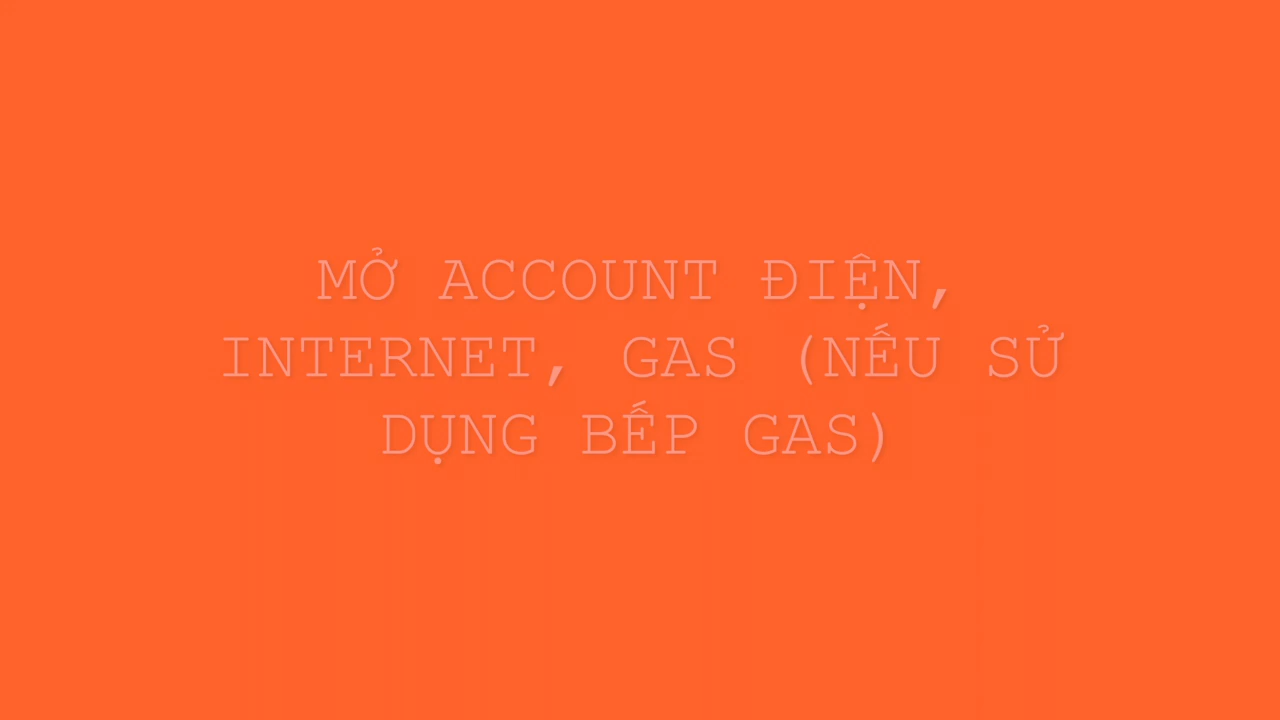 MỞ ACCOUNT ĐIỆN,
INTERNET, GAS (NẾU SỬ
DỤNG BẾP GAS)